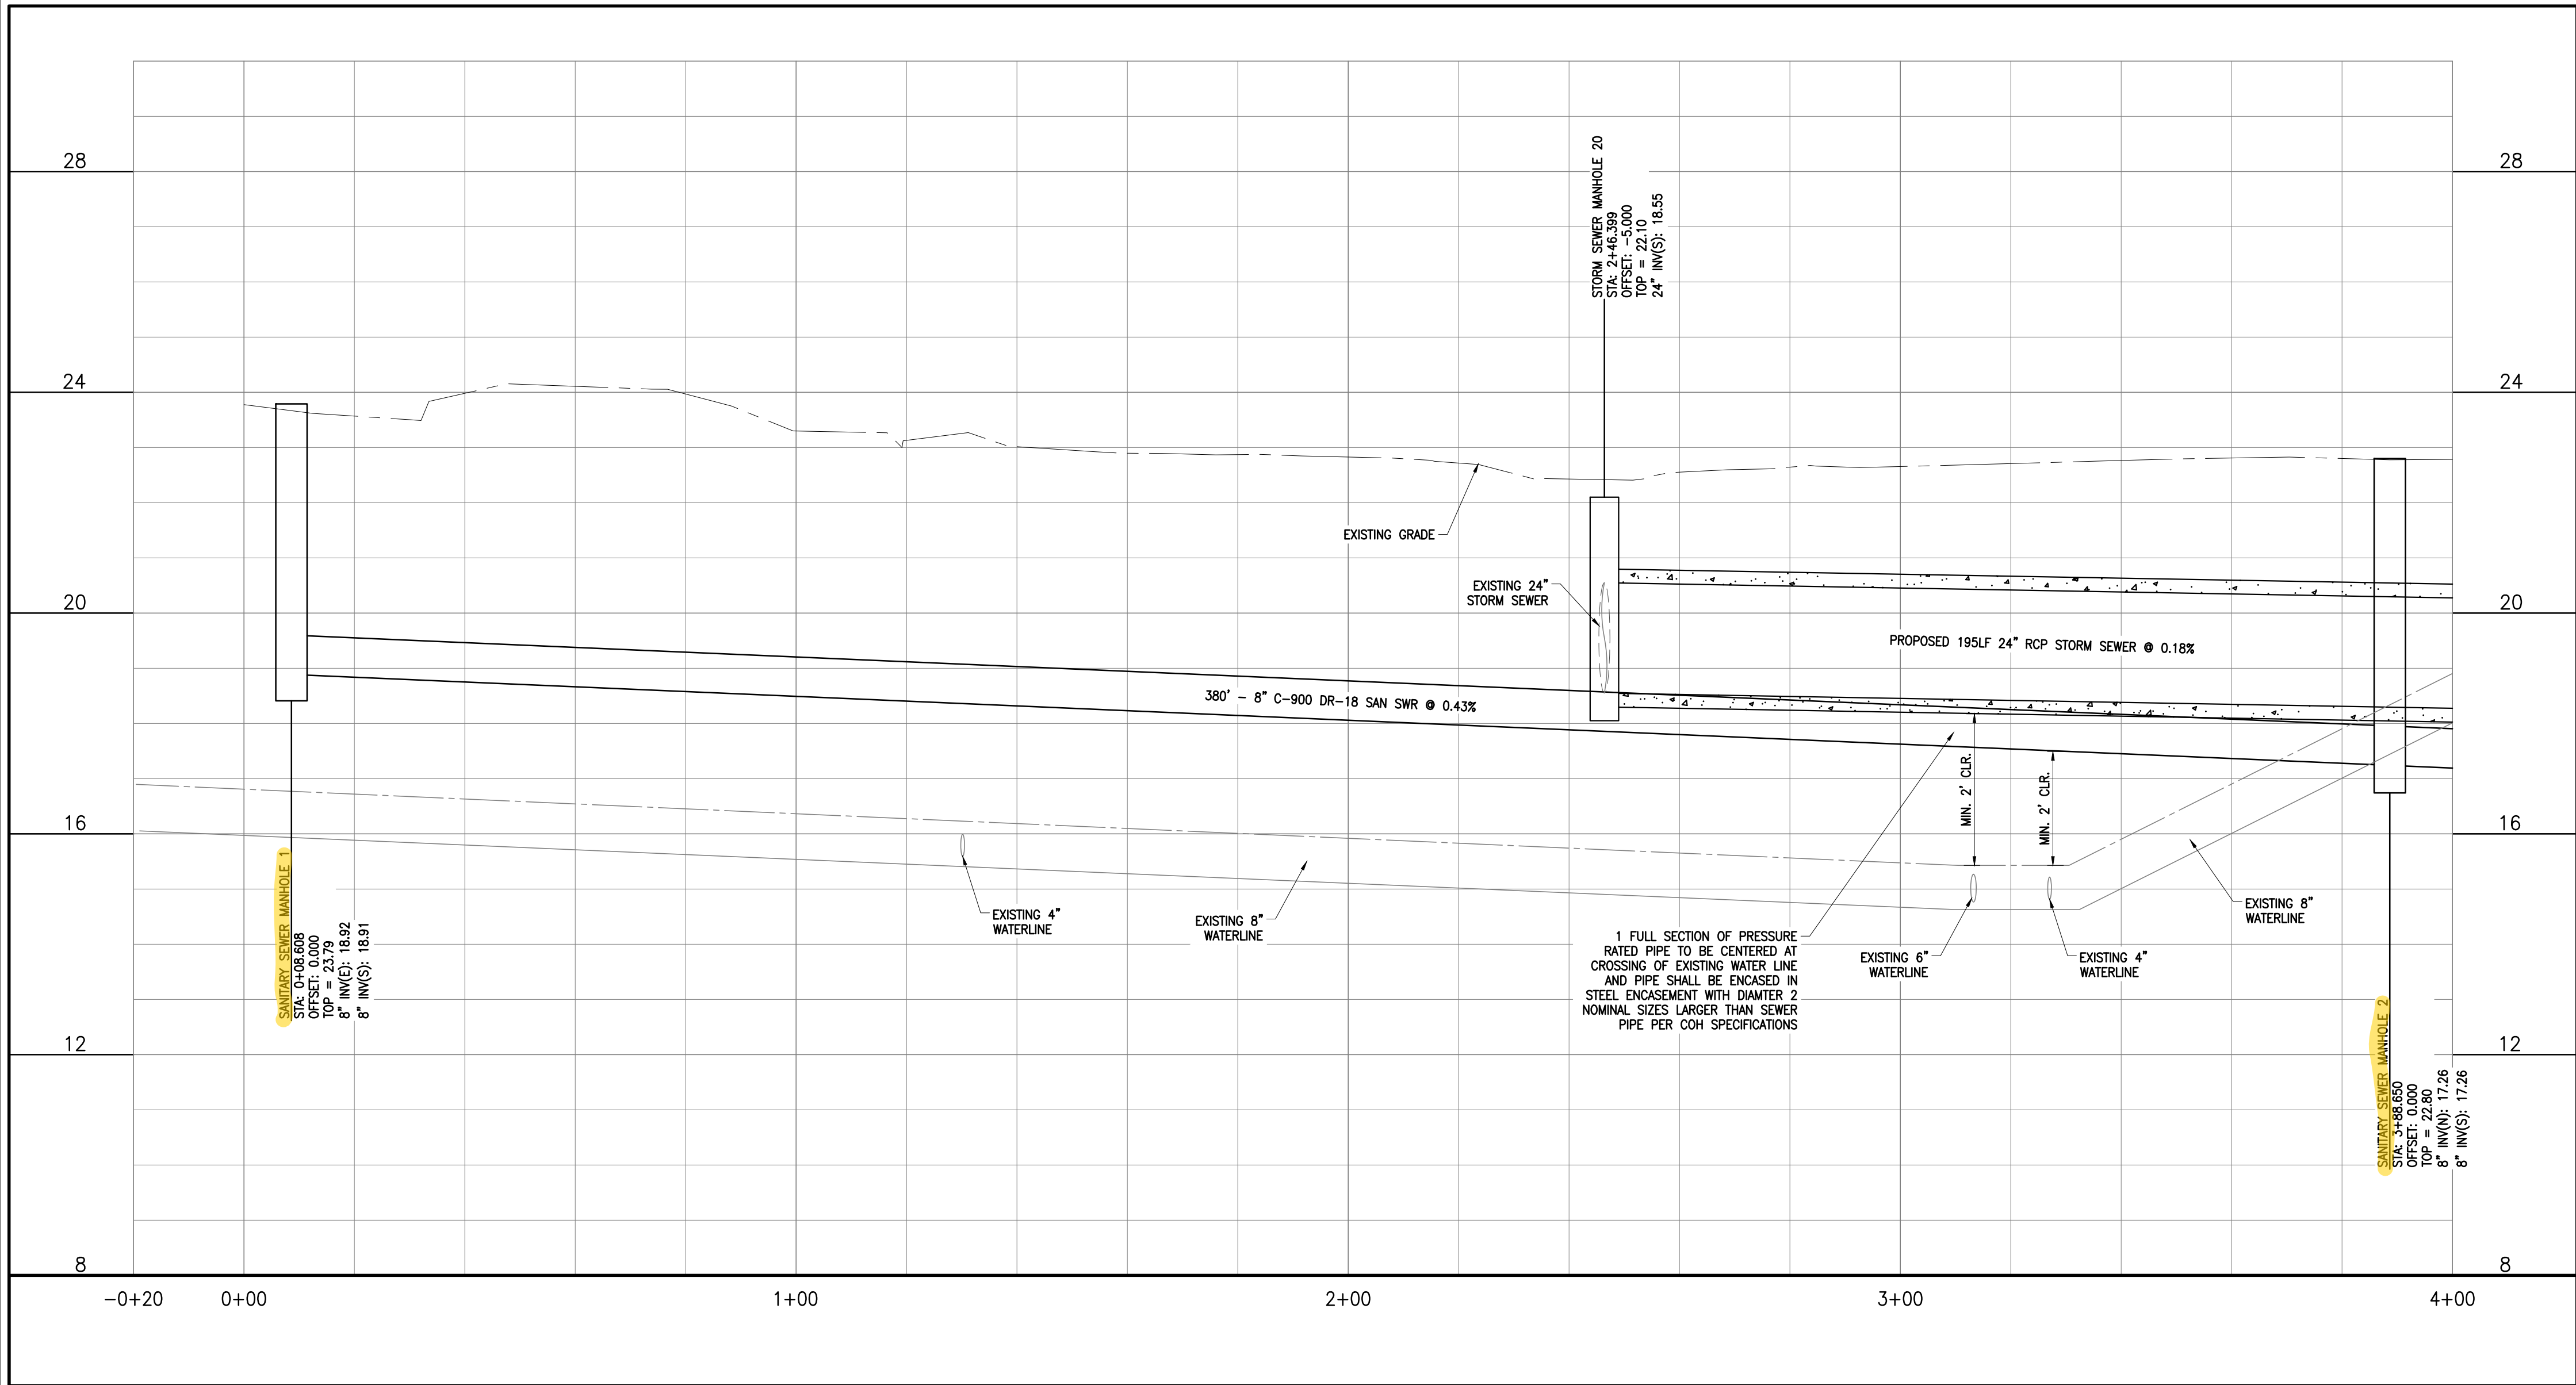 28
28
24
24
20
20
16
16
12
12
8
8
-0+20
0+00
1+00
2+00
3+00
4+00
STORM SEWER MANHOLE 20
STA: 2+46.399
OFFSET: -5.000
TOP = 22.10
24" INV(S): 18.55
EXISTING GRADE
EXISTING 24"
STORM SEWER
PROPOSED 195LF 24" RCP STORM SEWER @ 0.18%
380' - 8" C-900 DR-18 SAN SWR @ 0.43%
MIN. 2' CLR.
MIN. 2' CLR.
SANITARY SEWER MANHOLE 1
STA: 0+08.608
OFFSET: 0.000
TOP = 23.79
8" INV(E): 18.92
8" INV(S): 18.91
EXISTING 4"
WATERLINE
EXISTING 8"
WATERLINE
1 FULL SECTION OF PRESSURE
RATED PIPE TO BE CENTERED AT
CROSSING OF EXISTING WATER LINE
AND PIPE SHALL BE ENCASED IN
STEEL ENCASEMENT WITH DIAMTER 2
NOMINAL SIZES LARGER THAN SEWER
PIPE PER COH SPECIFICATIONS
EXISTING 6"
WATERLINE
EXISTING 4"
WATERLINE
EXISTING 8"
WATERLINE
SANITARY SEWER MANHOLE 2
STA: 3+88.650
OFFSET: 0.000
TOP = 22.80
8" INV(N): 17.26
8" INV(S): 17.26